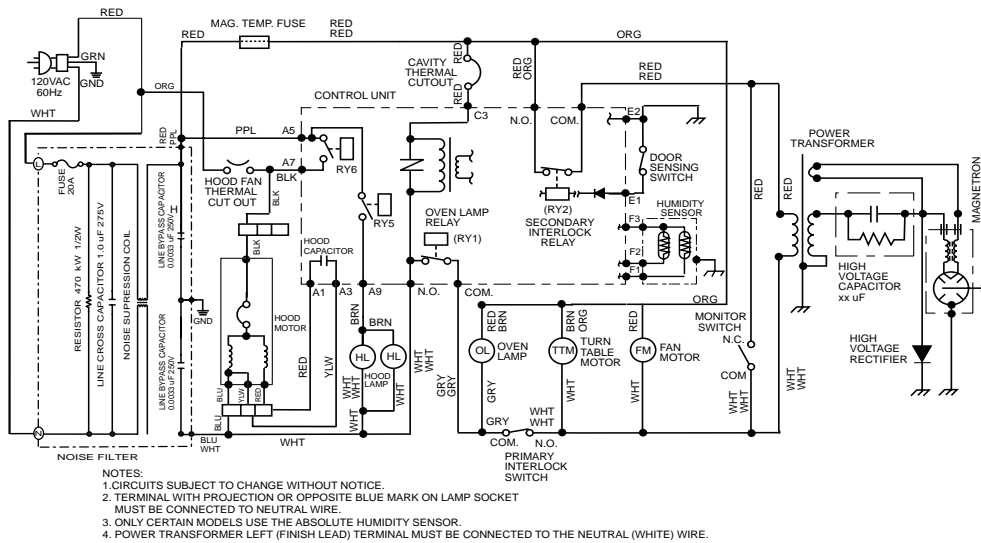 RED
MAG. TEMP. FUSE
RED
RED
RED
ORG
RED
GRN
120VAC
60Hz
GND
WHT
ORG
CAVITY
THERMAL
CUTOUT
RED
RED
RED
ORG
RED
RED
CONTROL UNIT
C3
N.O.
COM.
E2
POWER
TRANSFORMER
RED
PPL
PPL
A5
A7
BLK
RY6
DOOR
SENSING
SWITCH
L
FUSE
20A
HOOD FAN
THERMAL
CUT OUT
BLK
RY5
(RY2)
SECONDARY
INTERLOCK
RELAY
E1
HUMIDITY
SENSOR
F3
F2
F1
RED
RED
MAGNETRON
RESISTOR 470 kW 1/2W
LINE CROSS CAPACITOR 1.0 uF 275V
NOISE SUPRESSION COIL
LINE BYPASS CAPACITOR
0.0033 uF 250V
H
BLK
HOOD
CAPACITOR
OVEN LAMP
RELAY
(RY1)
HIGH
VOLTAGE
CAPACITOR
xx uF
GND
HOOD MOTOR
A1
A3
A9
N.O.
COM.
ORG
LINE BYPASS CAPACITOR
0.0033 uF 250V
BRN
BRN
RED
BRN
BRN
ORG
RED
MONITOR
SWITCH
N.C.
COM
HL
HL
HOOD
LAMP
OL
OVEN
LAMP
TTM
TURN
TABLE
MOTOR
FM
FAN
MOTOR
HIGH
VOLTAGE
RECTIFIER
RED
YLW
WHT
WHT
WHT
WHT
WHT
GRY
GRY
GRY
WHT
WHT
WHT
WHT
WHT
WHT
BLU
YLW
RED
BLU
WHT
N
BLU
WHT
WHT
GRY
COM.
WHT
WHT
N.O.
PRIMARY
INTERLOCK
SWITCH
NOISE FILTER
NOTES:
1.CIRCUITS SUBJECT TO CHANGE WITHOUT NOTICE.
2. TERMINAL WITH PROJECTION OR OPPOSITE BLUE MARK ON LAMP SOCKET
MUST BE CONNECTED TO NEUTRAL WIRE.
3. ONLY CERTAIN MODELS USE THE ABSOLUTE HUMIDITY SENSOR.
4. POWER TRANSFORMER LEFT (FINISH LEAD) TERMINAL MUST BE CONNECTED TO THE NEUTRAL (WHITE) WIRE.